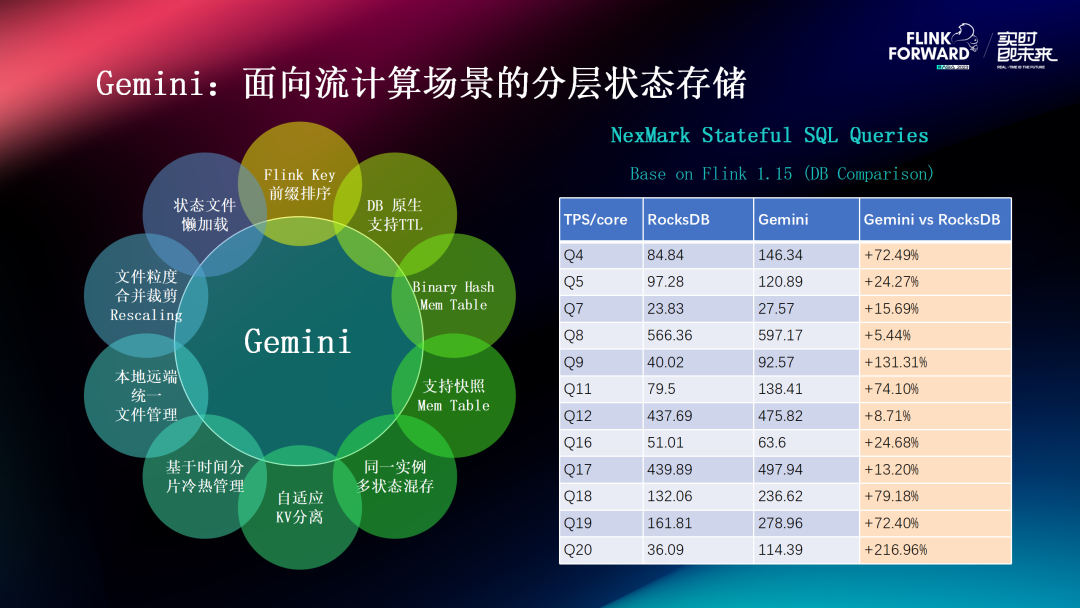 FLINK
FORWARD
实时
即未来
REAL-TIME IS THE FUTURE
Gemini：面向流计算场景的分层状态存储
NexMark Stateful SQL Queries
Base on Flink 1.15 (DB Comparison)
Flink Key
前缀排序
DB 原生
支持TTL
Binary Hash
Mem Table
支持快照
Mem Table
同一实例
多状态混存
自适应
KV分离
基于时间分
片冷热管理
本地远端
统一
文件管理
文件粒度
合并裁剪
Rescaling
状态文件
懒加载
Gemini
TPS/core RocksDB Gemini Gemini vs RocksDB
Q4 84.84 146.34 +72.49%
Q5 97.28 120.89 +24.27%
Q7 23.83 27.57 +15.69%
Q8 566.36 597.17 +5.44%
Q9 40.02 92.57 +131.31%
Q11 79.5 138.41 +74.10%
Q12 437.69 475.82 +8.71%
Q16 51.01 63.6 +24.68%
Q17 439.89 497.94 +13.20%
Q18 132.06 236.62 +79.18%
Q19 161.81 278.96 +72.40%
Q20 36.09 114.39 +216.96%